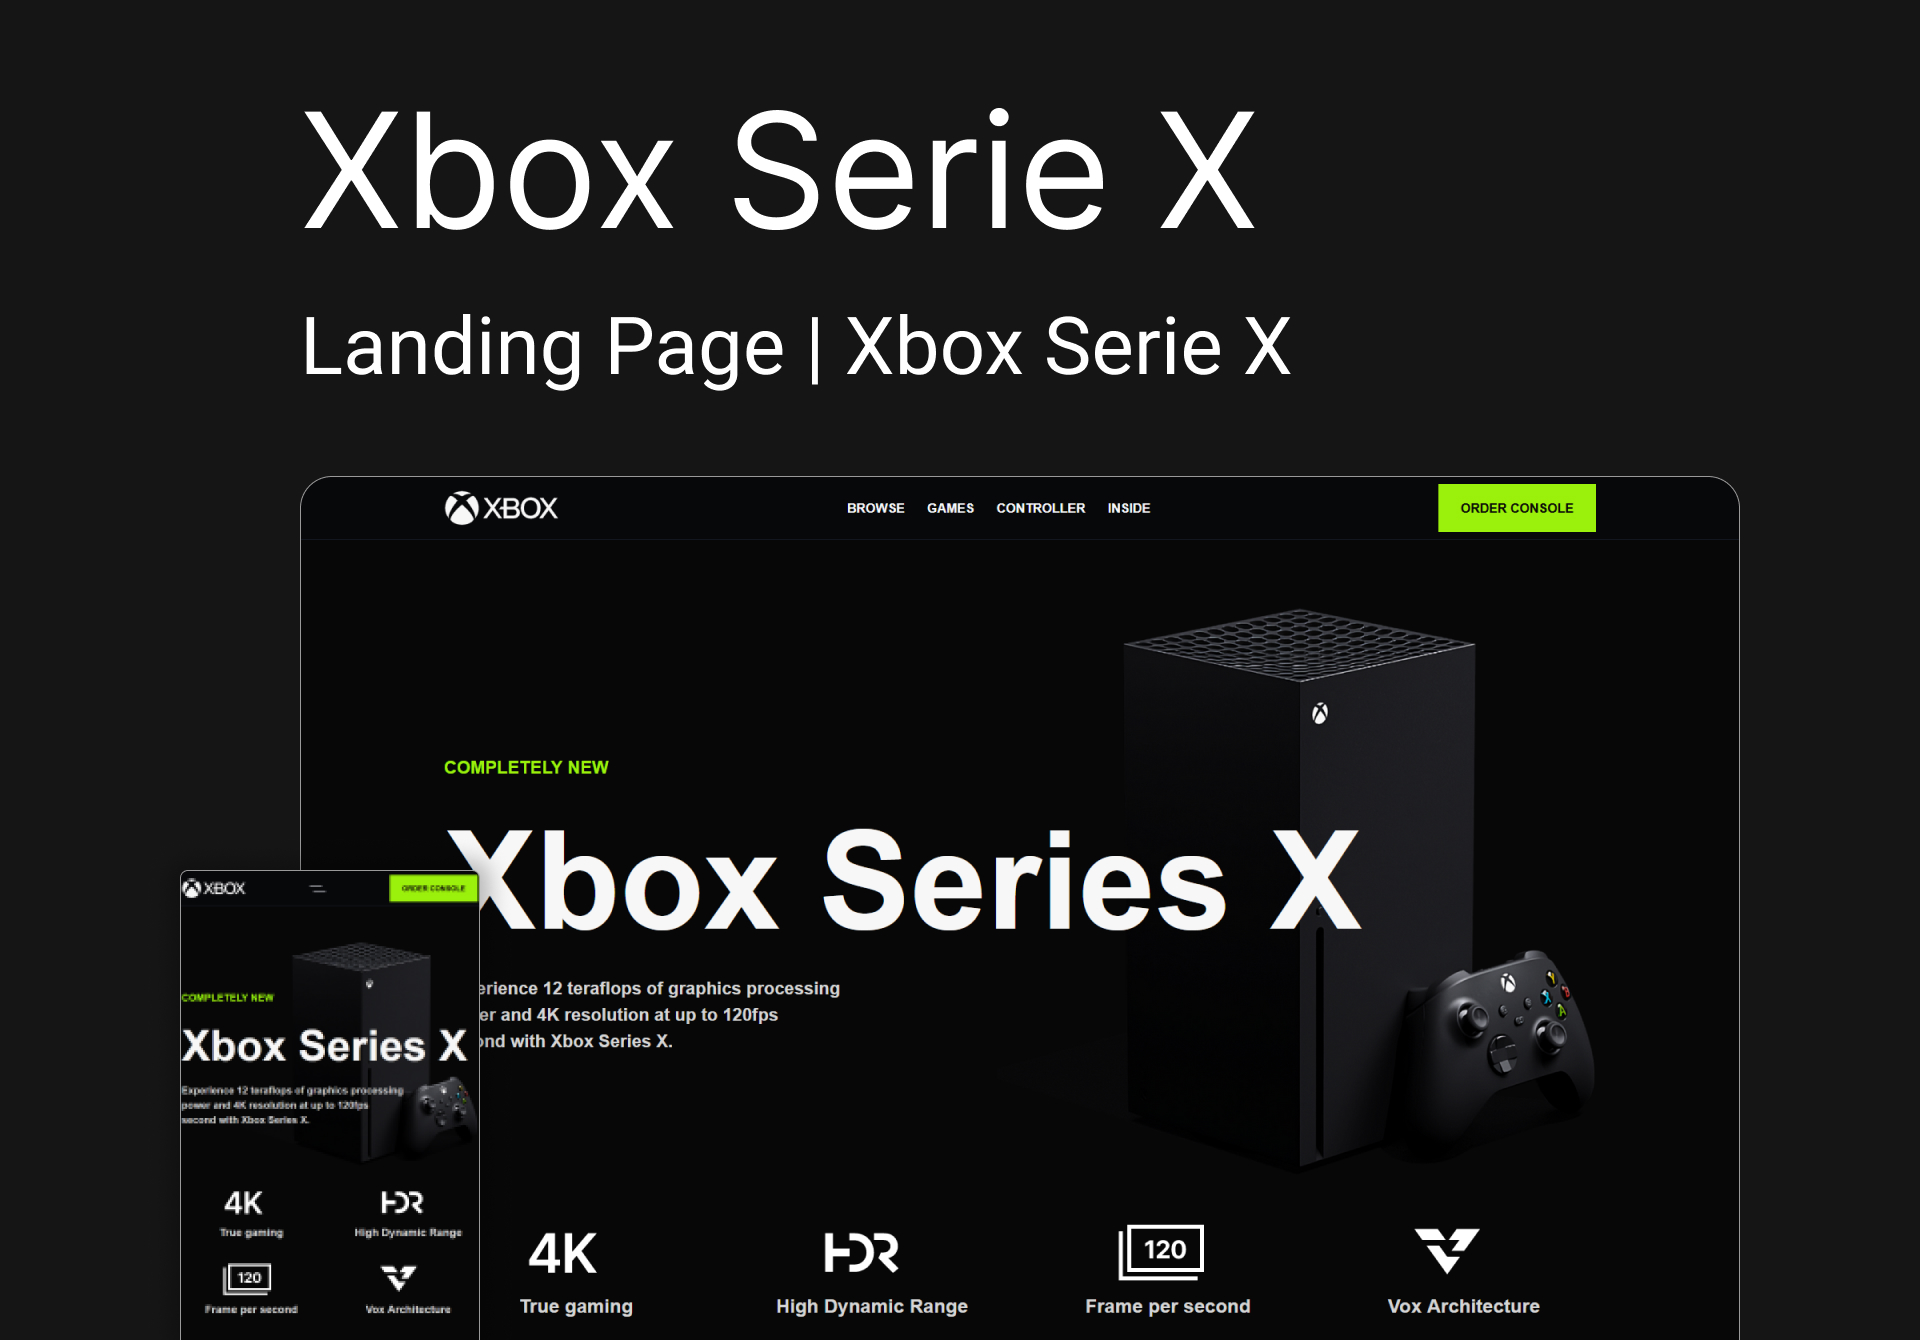 Xbox Serie X
Landing Page | Xbox Serie X
XBOX
BROWSE GAMES CONTROLLER INSIDE
ORDER CONSOLE
COMPLETELY NEW
Xbox Series X
erience 12 teraflops of graphics processing
er and 4K resolution at up to 120fps
ond with Xbox Series X.
Y
B
X
A
4K
True gaming
HDR
High Dynamic Range
120
Frame per second
Vox Architecture
XBOX
ORDER CONSOLE
COMPLETELY NEW
Xbox Series X
Experience 12 teraflops of graphics processing
power and 4K resolution at up to 120fps
second with Xbox Series X.
4K
True gaming
HDR
High Dynamic Range
120
Frame per second
Vox Architecture